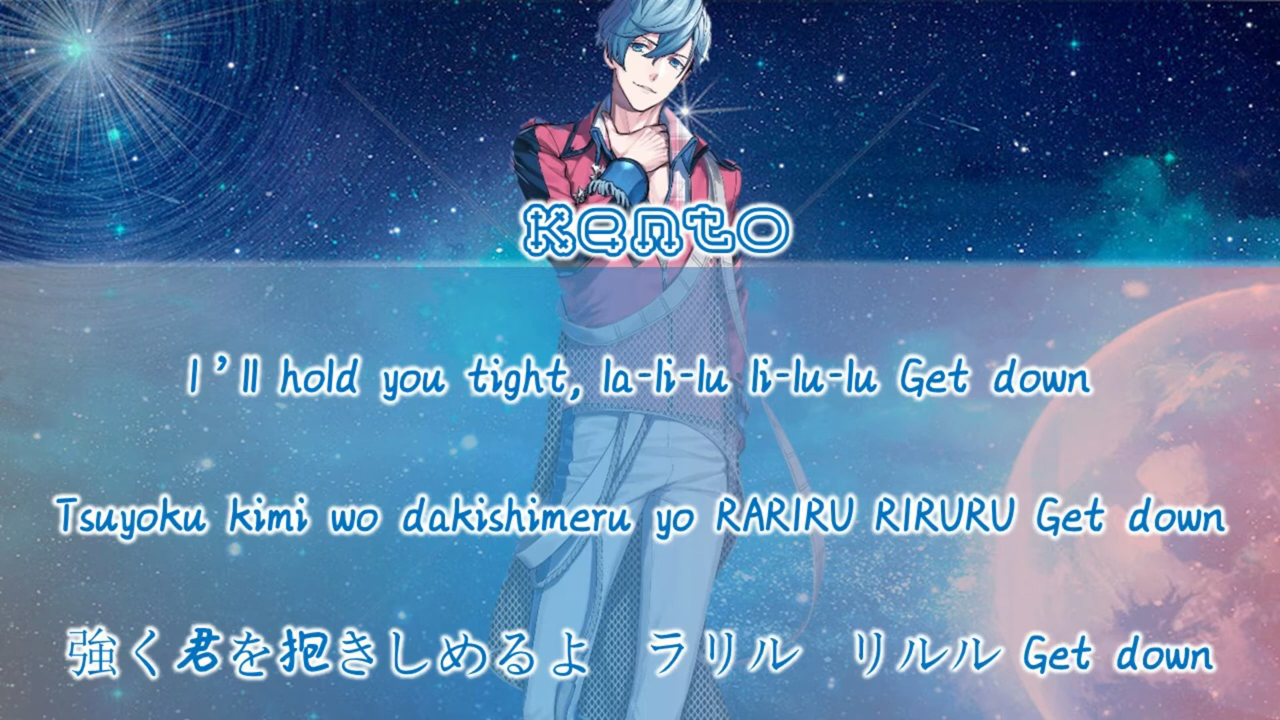 Kento
I'll hold you tight, la-li-lu li-lu-lu Get down
Tsuyoku kimi wo dakishimeru yo RARIRU RIRURU Get down
強く君を抱きしめるよ　ラリル　リルル Get down